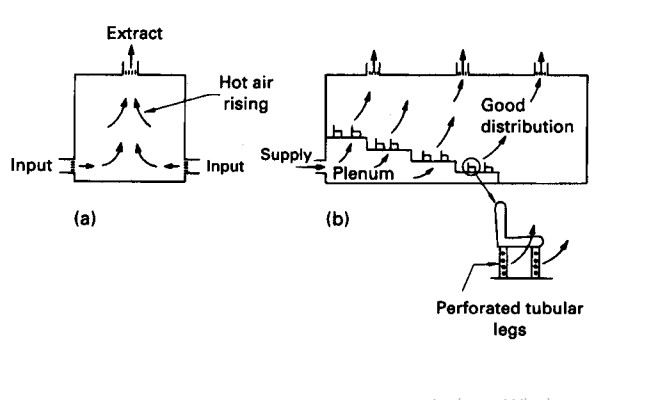 Extract
Hot air
rising
Input
Input
(a)
Good
distribution
Supply
Plenum
(b)
Perforated tubular
legs